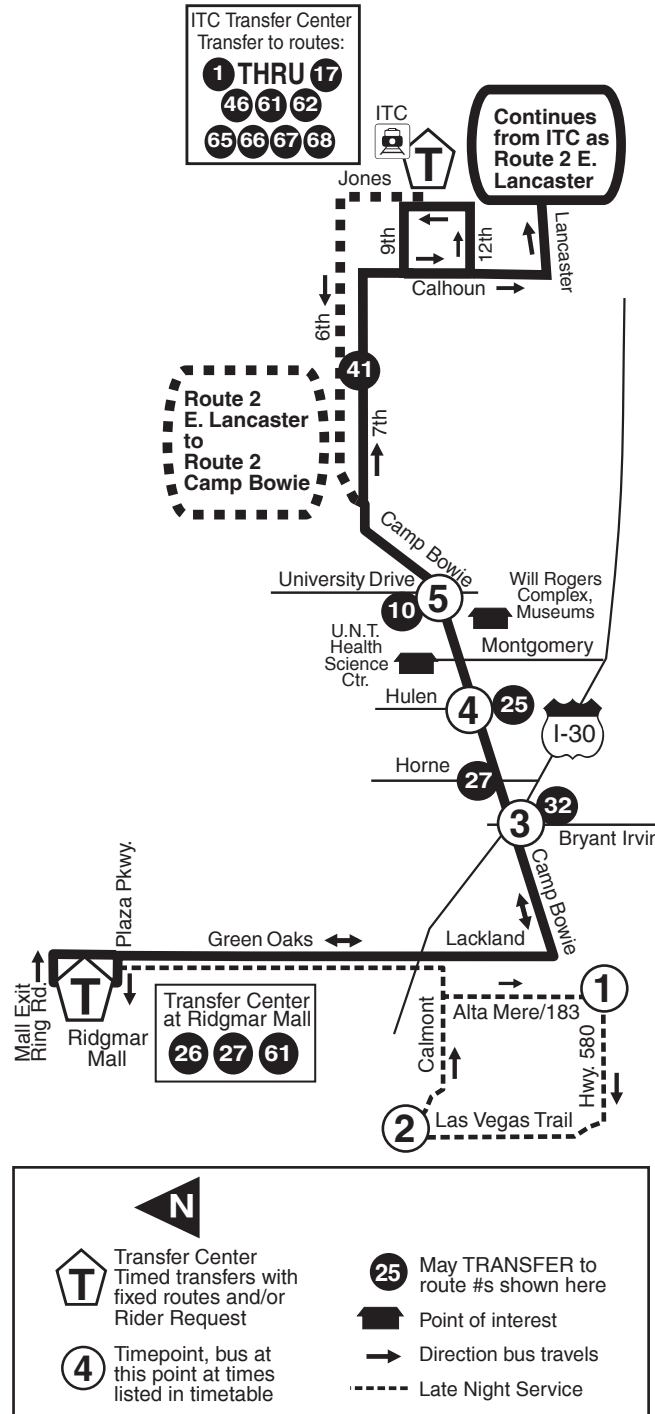 ITC Transfer Center
Transfer to routes:
1 THRU 17
46 61 62
65 66 67 68
ITC
T
Continues
from ITC as
Route 2 E.
Lancaster
Jones
9th
12th
Lancaster
Calhoun
6th
41
7th
Route 2
E. Lancaster
to
Route 2
Camp Bowie
Camp Bowie
University Drive
5
10
Will Rogers
Complex,
Museums
U.N.T.
Health
Science
Ctr.
Montgomery
Hulen
4
25
I-30
Horne
27
32
3
Bryant Irvin
Camp Bowie
Plaza Pkwy.
Green Oaks
Lackland
Mall Exit
Ring Rd.
T
Ridgmar
Mall
Transfer Center
at Ridgmar Mall
26 27 61
Calmont
Alta Mere/183
1
Hwy. 580
2
Las Vegas Trail
N
T
Transfer Center
Timed transfers with
fixed routes and/or
Rider Request
4
Timepoint, bus at
this point at times
listed in timetable
25
May TRANSFER to
route #s shown here
Point of interest
Direction bus travels
Late Night Service